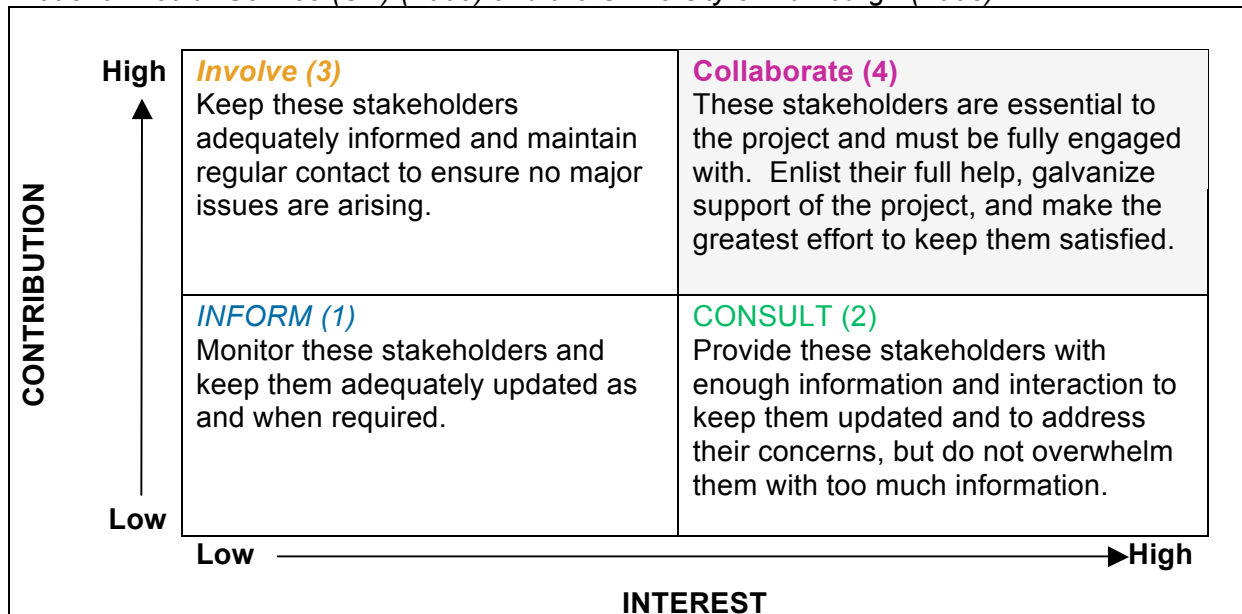 High
Involve (3)
Keep these stakeholders
adequately informed and maintain
regular contact to ensure no major
issues are arising.
Collaborate (4)
These stakeholders are essential to
the project and must be fully engaged
with. Enlist their full help, galvanize
support of the project, and make the
greatest effort to keep them satisfied.
CONTRIBUTION
INFORM (1)
Monitor these stakeholders and
keep them adequately updated as
and when required.
CONSULT (2)
Provide these stakeholders with
enough information and interaction to
keep them updated and to address
their concerns, but do not overwhelm
them with too much information.
Low
Low
High
INTEREST